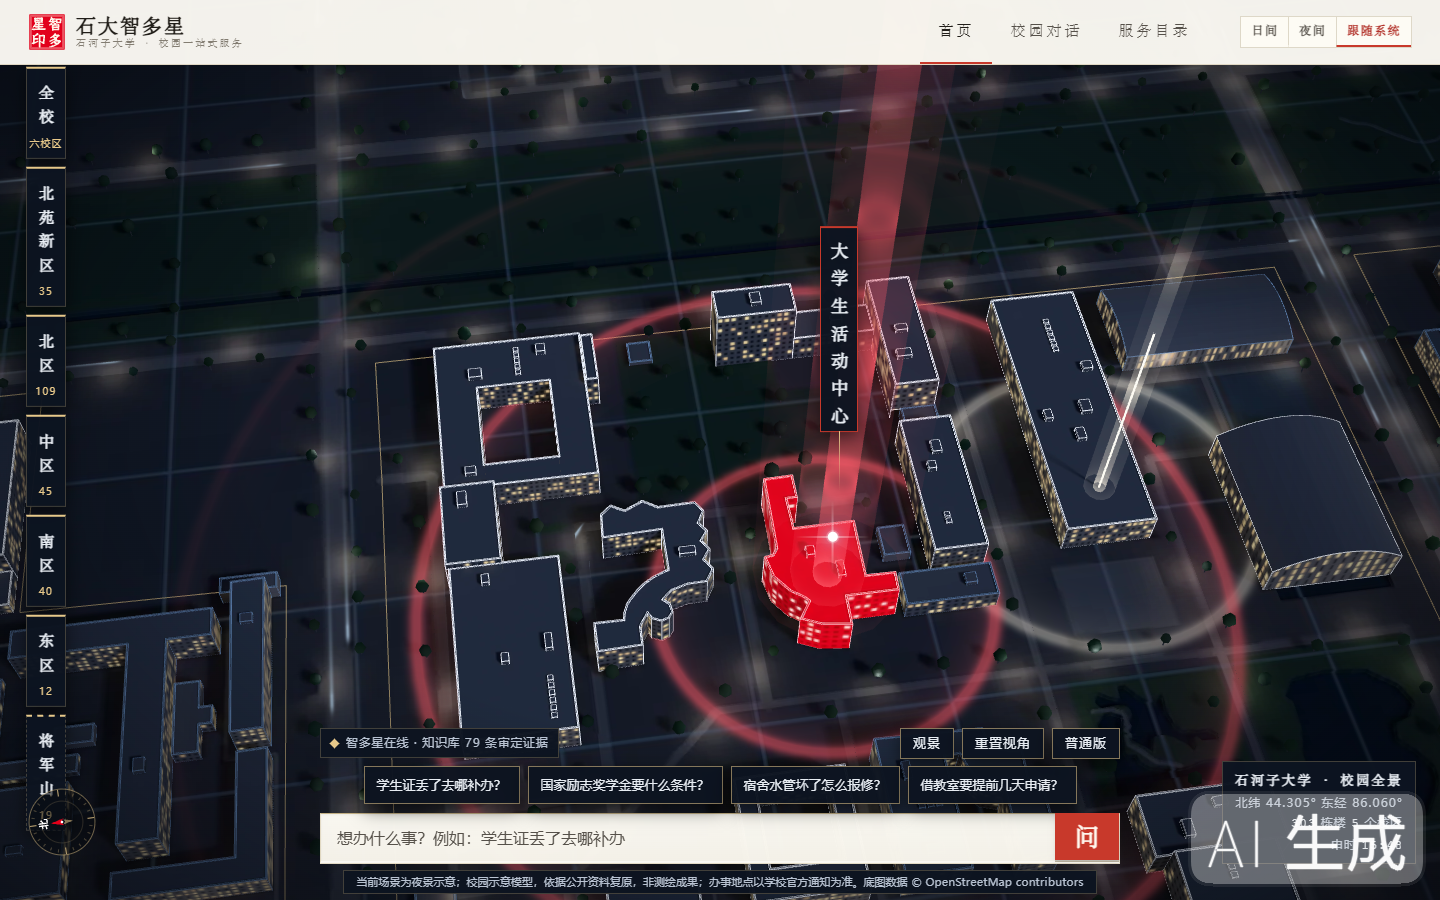 星智
印多
石大智多星
石河子大学 · 校园一站式服务
首页
校园对话
服务目录
日间
夜间
跟随系统
全校
六校区
北苑新区
35
北区
109
中区
45
南区
40
东区
12
将军山
19
北
大学生活动中心
智多星在线 · 知识库 79 条审定证据
观景
重置视角
普通版
学生证丢了去哪补办？
国家励志奖学金要什么条件？
宿舍水管坏了怎么报修？
借教室要提前几天申请？
想办什么事？例如：学生证丢了去哪补办
问
当前场景为夜景示意；校园示意模型，依据公开资料复原，非测绘成果；办事地点以学校官方通知为准。底图数据 © OpenStreetMap contributors
石河子大学 · 校园全景
北纬 44.305° 东经 86.060°
AI 生成